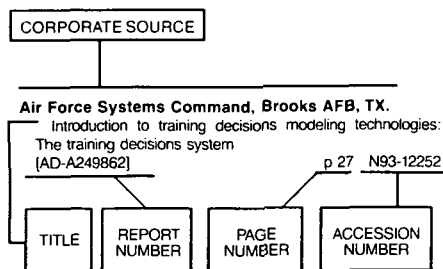 CORPORATE SOURCE
Air Force Systems Command, Brooks AFB, TX.
Introduction to training decisions modeling technologies:
The training decisions system
[AD-A249862] p 27 N93-12252
TITLE REPORT NUMBER PAGE NUMBER ACCESSION NUMBER